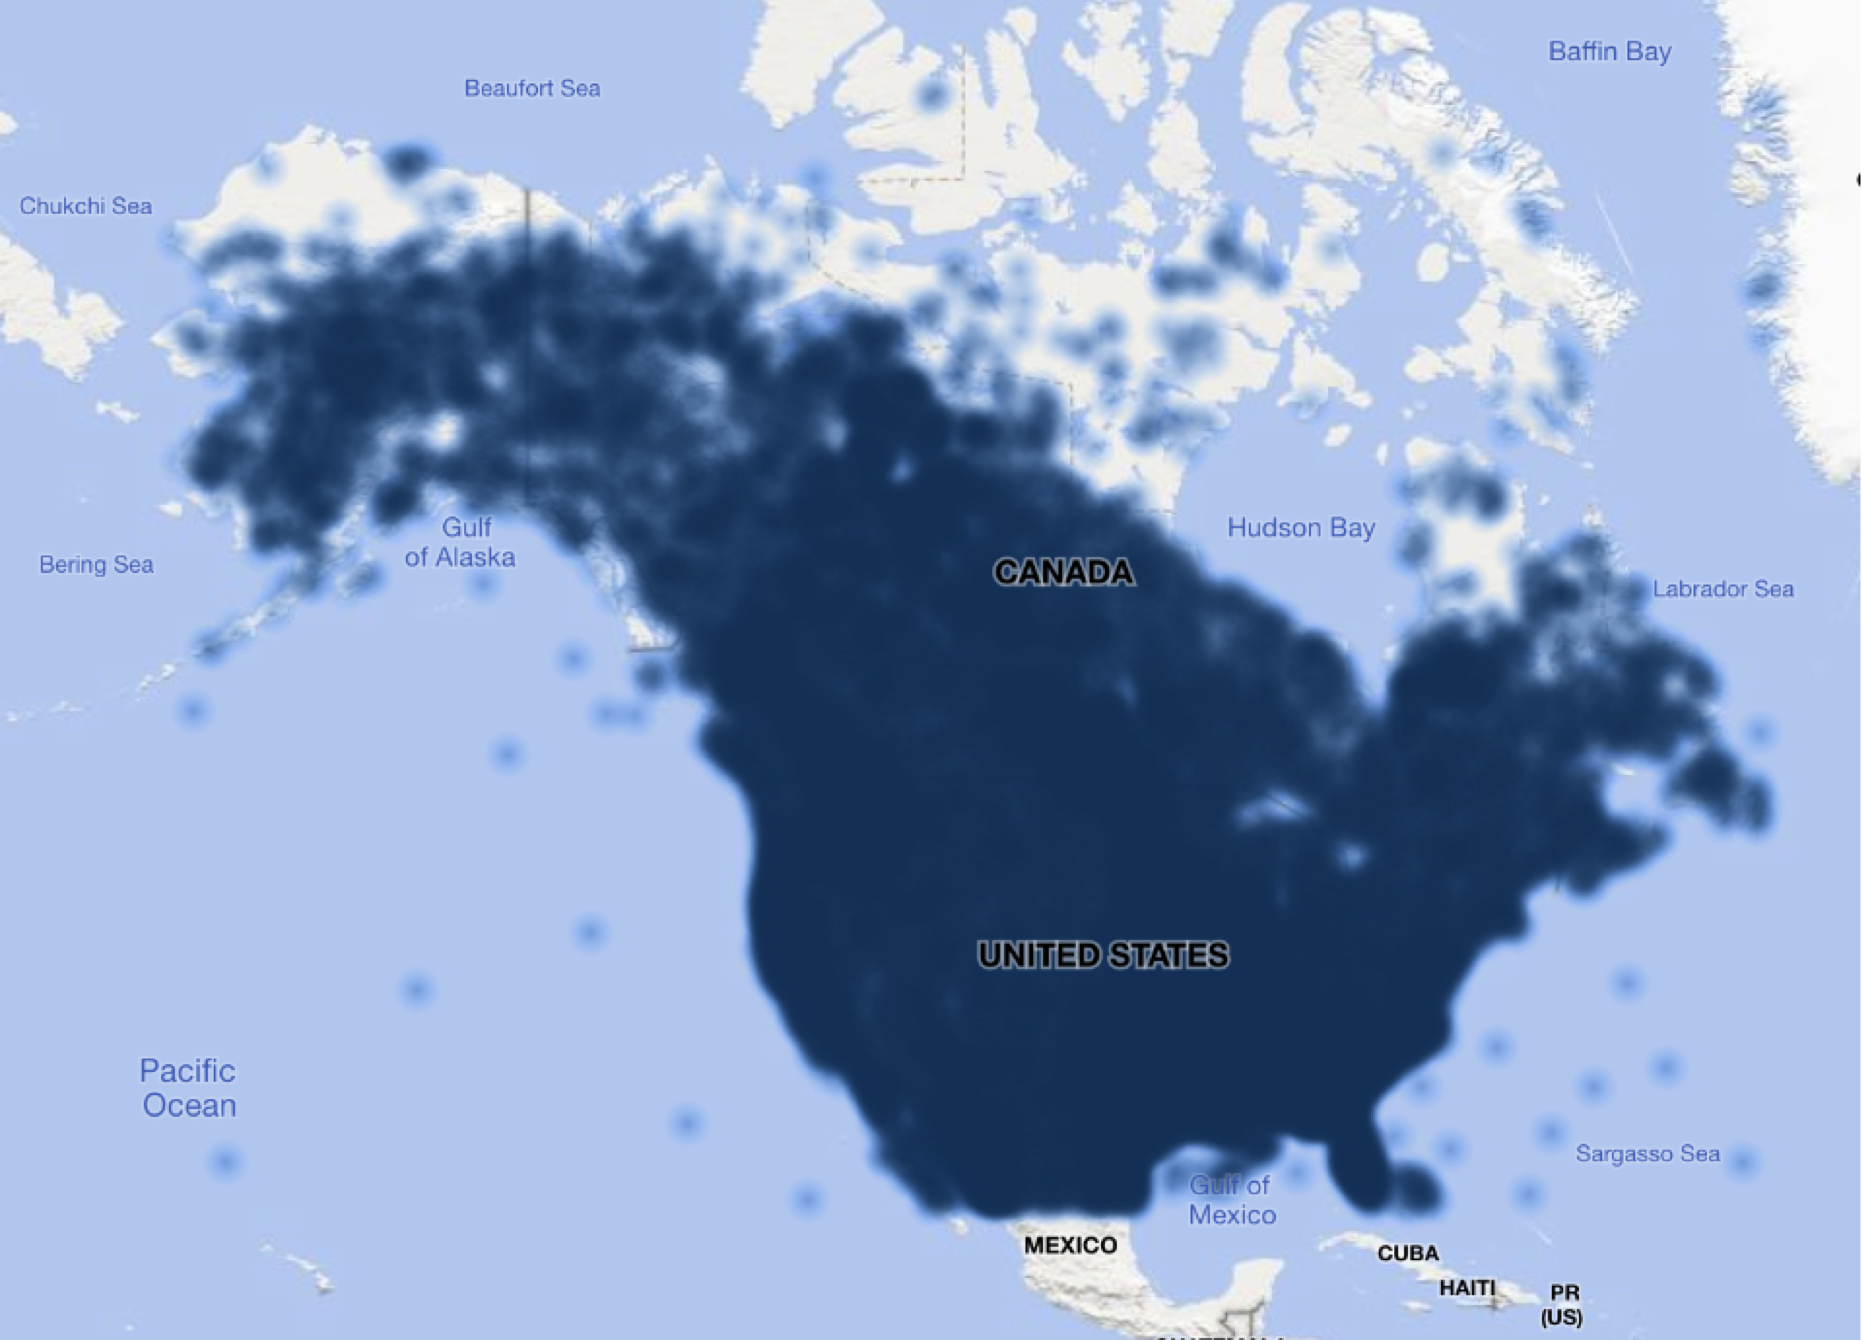 Baffin Bay
Beaufort Sea
Chukchi Sea
Gulf
of Alaska
Hudson Bay
Bering Sea
CANADA
Labrador Sea
UNITED STATES
Pacific
Ocean
Sargasso Sea
Gulf of
Mexico
MEXICO
CUBA
HAITI
PR
(US)